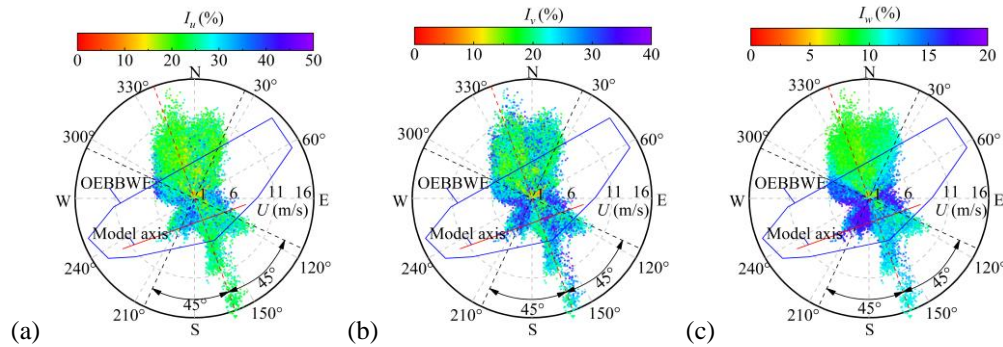 I_u (%)
0 10 20 30 40 50
N
330° 30°
300° 60°
OEBBWE
W 1 6 11 16 E
U (m/s)
Model axis
240° 120°
45° 45°
210° 150°
S
(a)
I_v (%)
0 10 20 30 40
N
330° 30°
300° 60°
OEBBWE
W 1 6 11 16 E
U (m/s)
Model axis
240° 120°
45° 45°
210° 150°
S
(b)
I_w (%)
0 5 10 15 20
N
330° 30°
300° 60°
OEBBWE
W 1 6 11 16 E
U (m/s)
Model axis
240° 120°
45° 45°
210° 150°
S
(c)